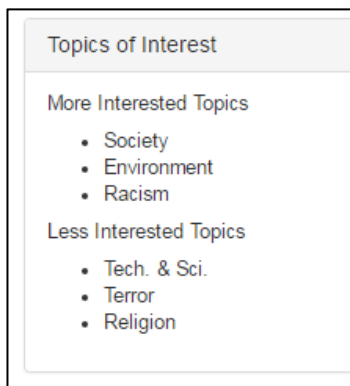 Topics of Interest
More Interested Topics
• Society
• Environment
• Racism
Less Interested Topics
• Tech. & Sci.
• Terror
• Religion